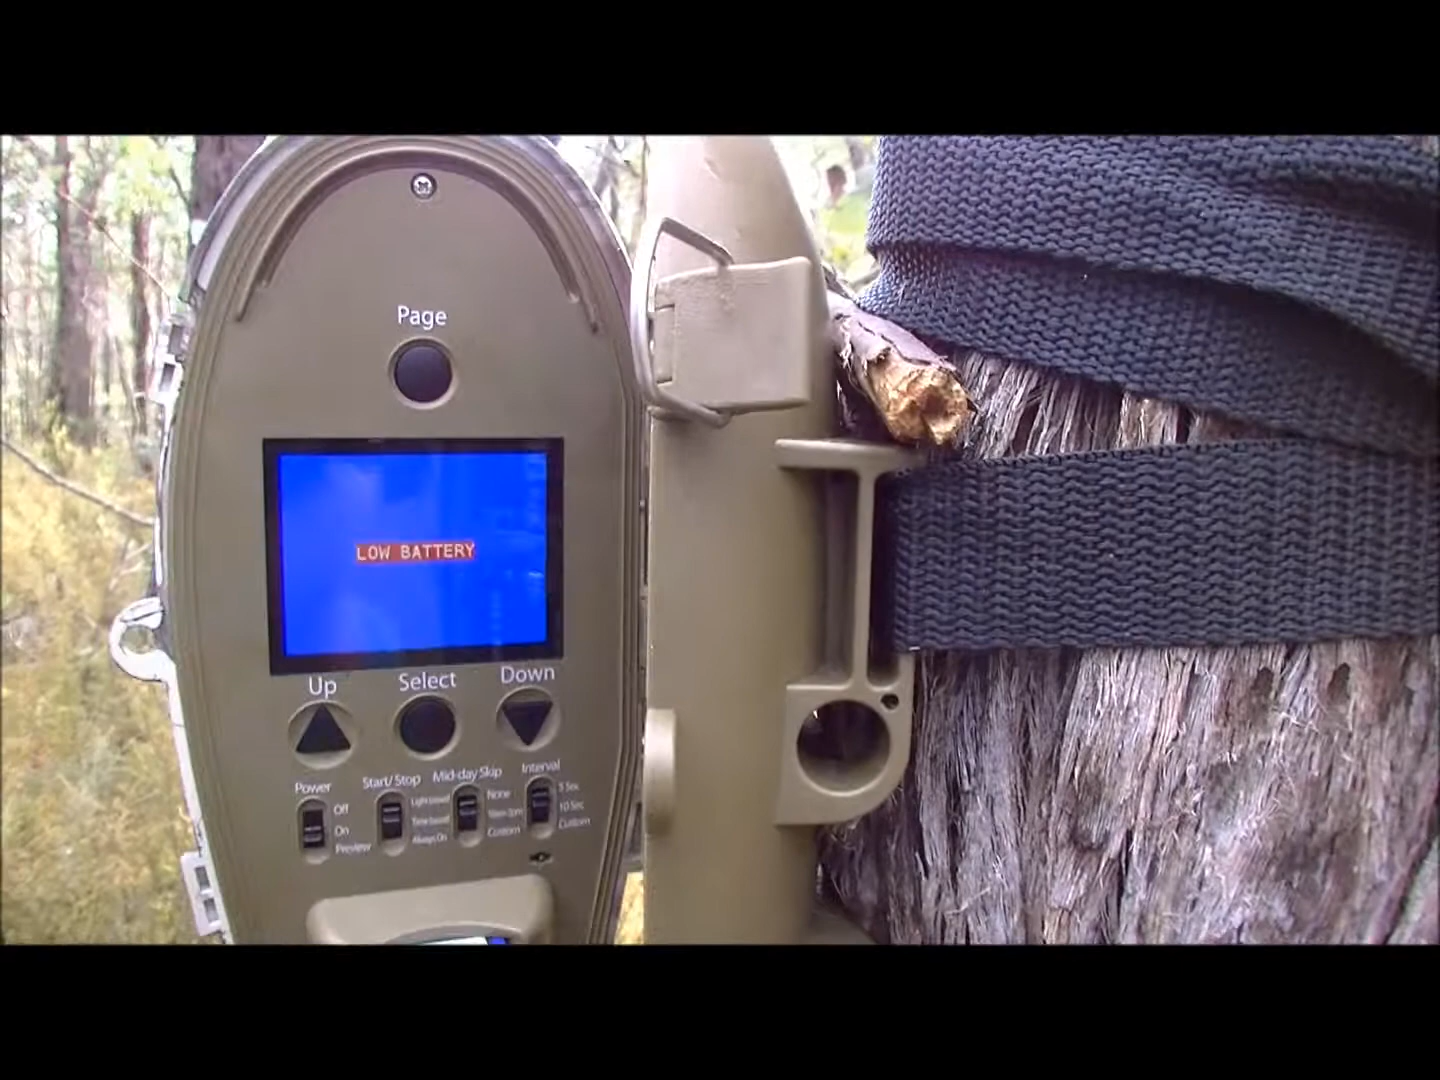 Page
LOW BATTERY
Up Select Down
Power Start/Stop Mid-day Skip Interval
Off Light based None 5 Sec
On Time based 10 Sec
Preview Always On Custom Custom